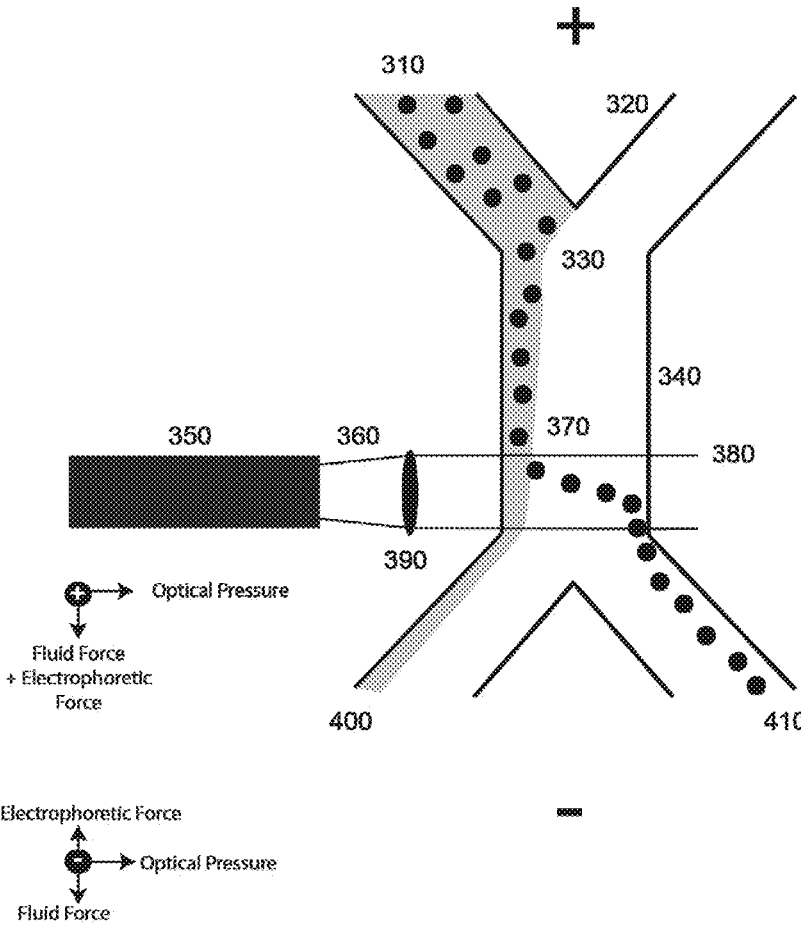 +
310
320
330
340
350
360
370
380
390
+
Optical Pressure
Fluid Force
+ Electrophoretic
Force
400
410
Electrophoretic Force
−
−
Optical Pressure
Fluid Force